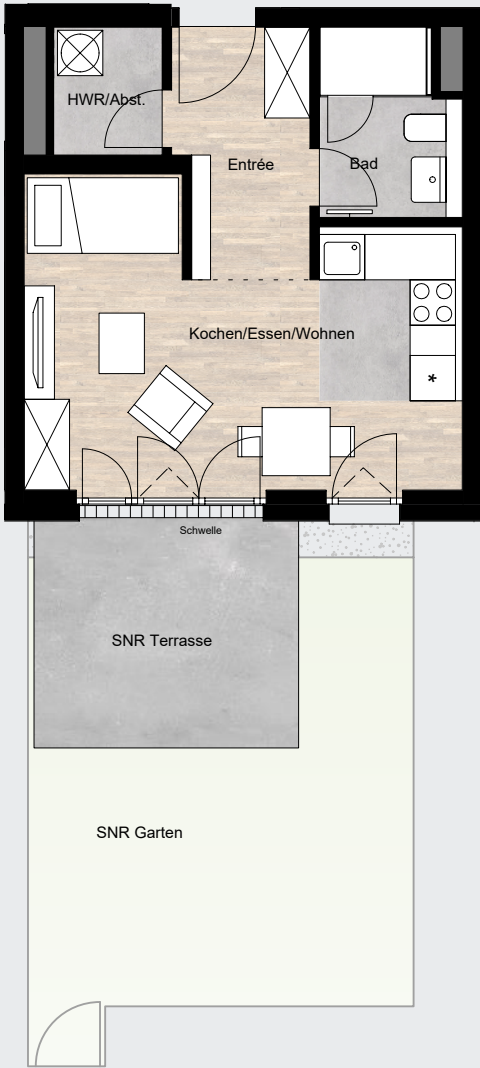 HWR/Abst.
Entrée
Bad
Kochen/Essen/Wohnen
*
Schwelle
SNR Terrasse
SNR Garten